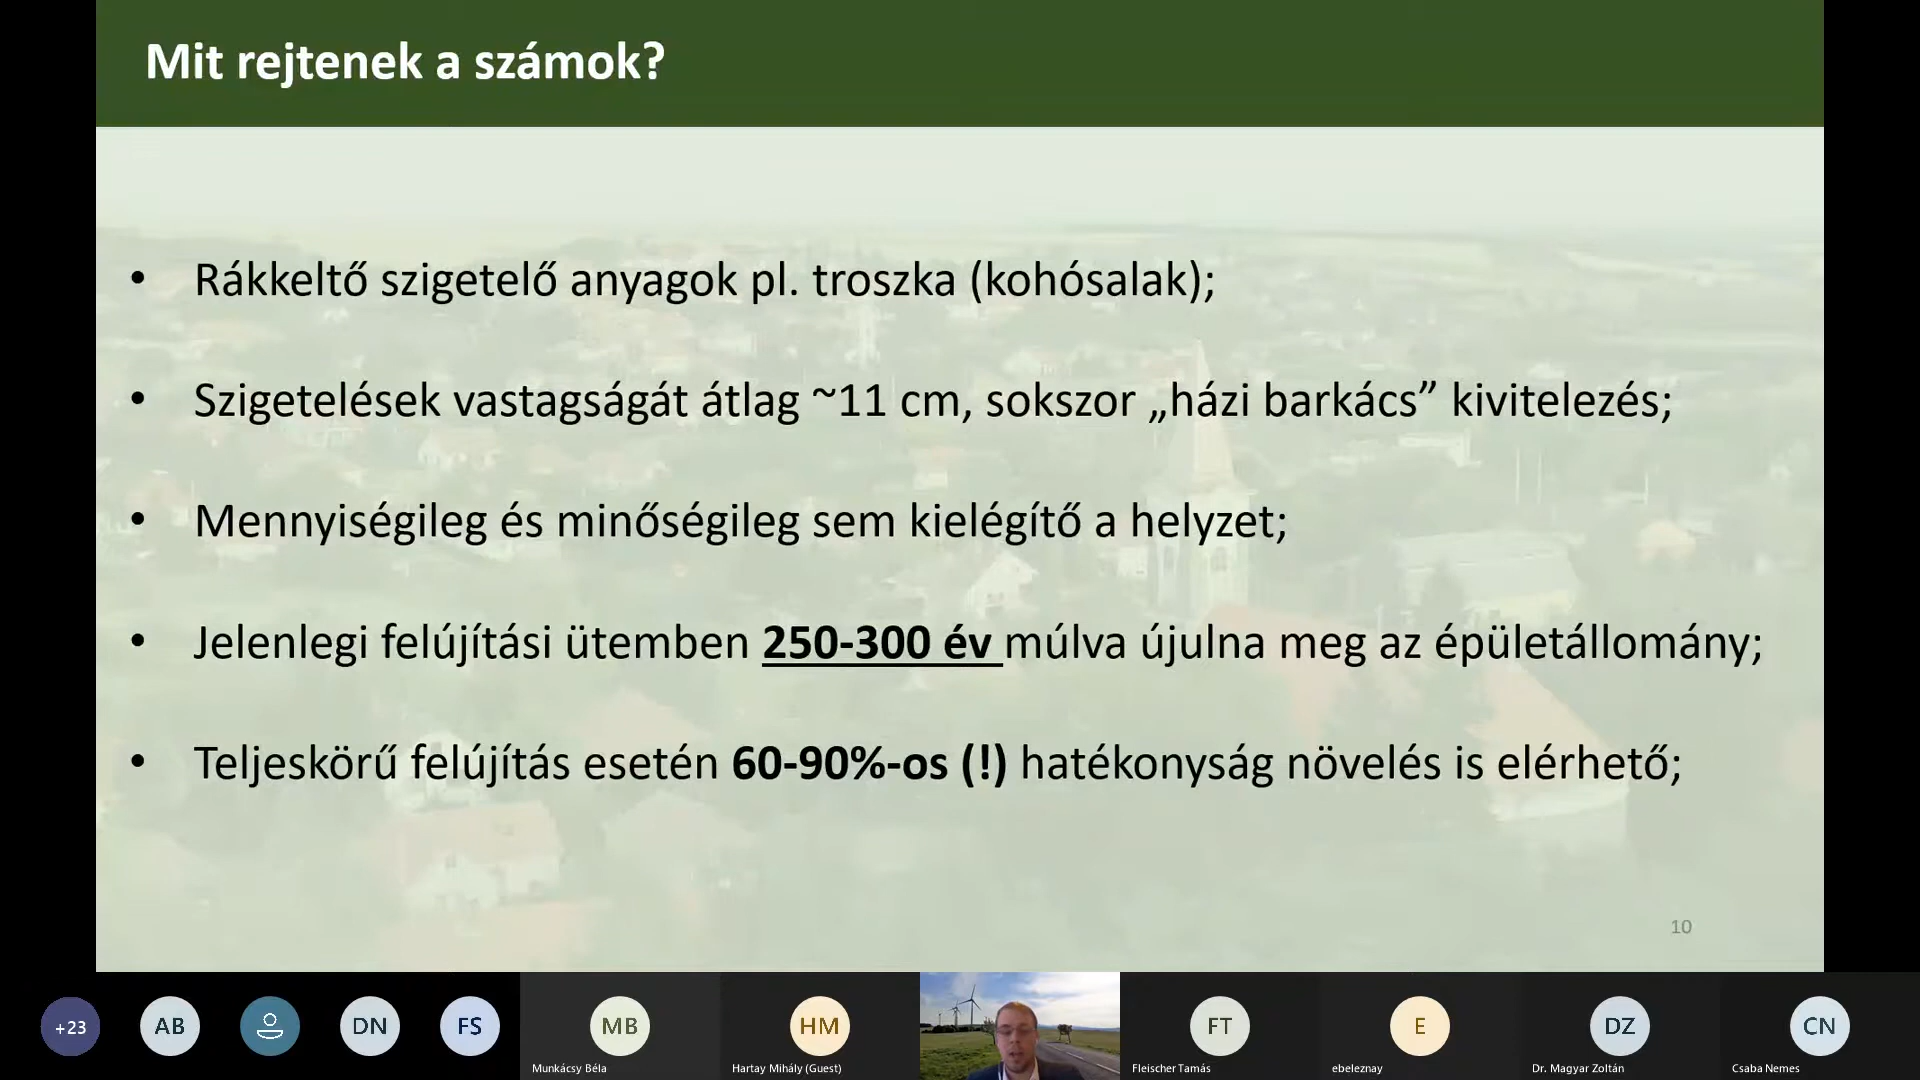 Mit rejtenek a számok?
• Rákkeltő szigetelő anyagok pl. troszka (kohósalak);
• Szigetelések vastagságát átlag ~11 cm, sokszor „házi barkács” kivitelezés;
• Mennyiségileg és minőségileg sem kielégítő a helyzet;
• Jelenlegi felújítási ütemben 250-300 év múlva újulna meg az épületállomány;
• Teljeskörű felújítás esetén 60-90%-os (!) hatékonyság növelés is elérhető;
10
+23 AB DN FS MB HM FT E DZ CN
Munkácsy Béla Hartay Mihály (Guest) Fleischer Tamás ebeleznay Dr. Magyar Zoltán Csaba Nemes